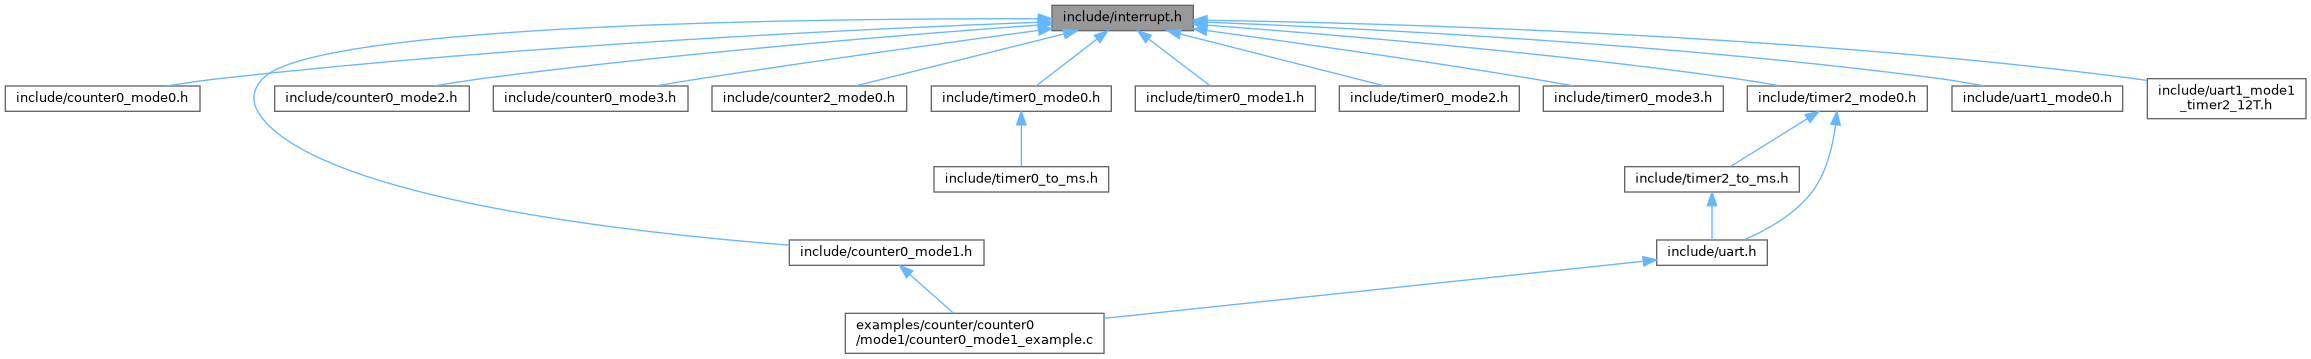 include/interrupt.h
include/counter0_mode0.h
include/counter0_mode2.h
include/counter0_mode3.h
include/counter2_mode0.h
include/timer0_mode0.h
include/timer0_mode1.h
include/timer0_mode2.h
include/timer0_mode3.h
include/timer2_mode0.h
include/uart1_mode0.h
include/uart1_mode1
_timer2_12T.h
include/timer0_to_ms.h
include/timer2_to_ms.h
include/counter0_mode1.h
include/uart.h
examples/counter/counter0
/mode1/counter0_mode1_example.c